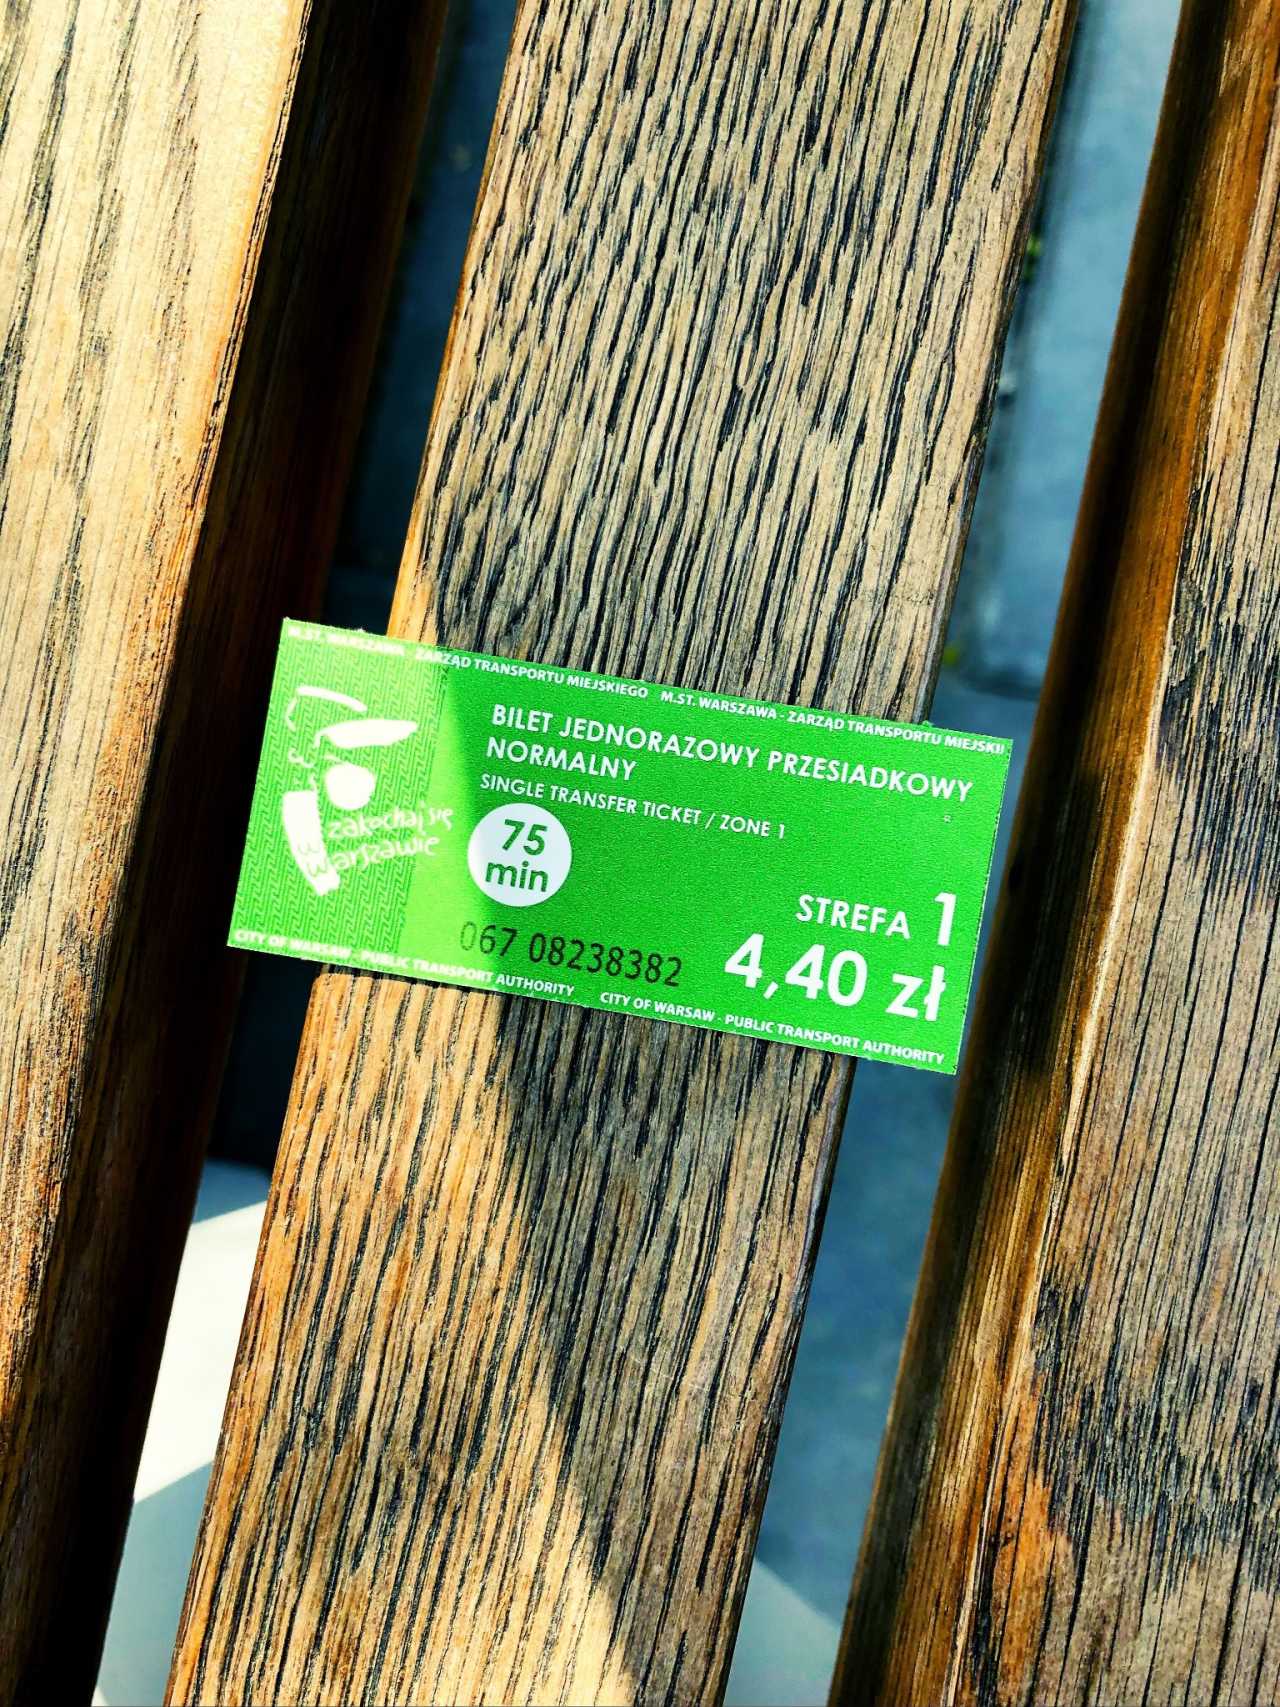 M.ST. WARSZAWA - ZARZĄD TRANSPORTU MIEJSKIEGO M.ST. WARSZAWA - ZARZĄD TRANSPORTU MIEJSKI
BILET JEDNORAZOWY PRZESIADKOWY
NORMALNY
SINGLE TRANSFER TICKET / ZONE 1
75
min
zakochaj się
w warszawie
STREFA 1
4,40 zł
067 08238382
CITY OF WARSAW - PUBLIC TRANSPORT AUTHORITY CITY OF WARSAW - PUBLIC TRANSPORT AUTHORITY